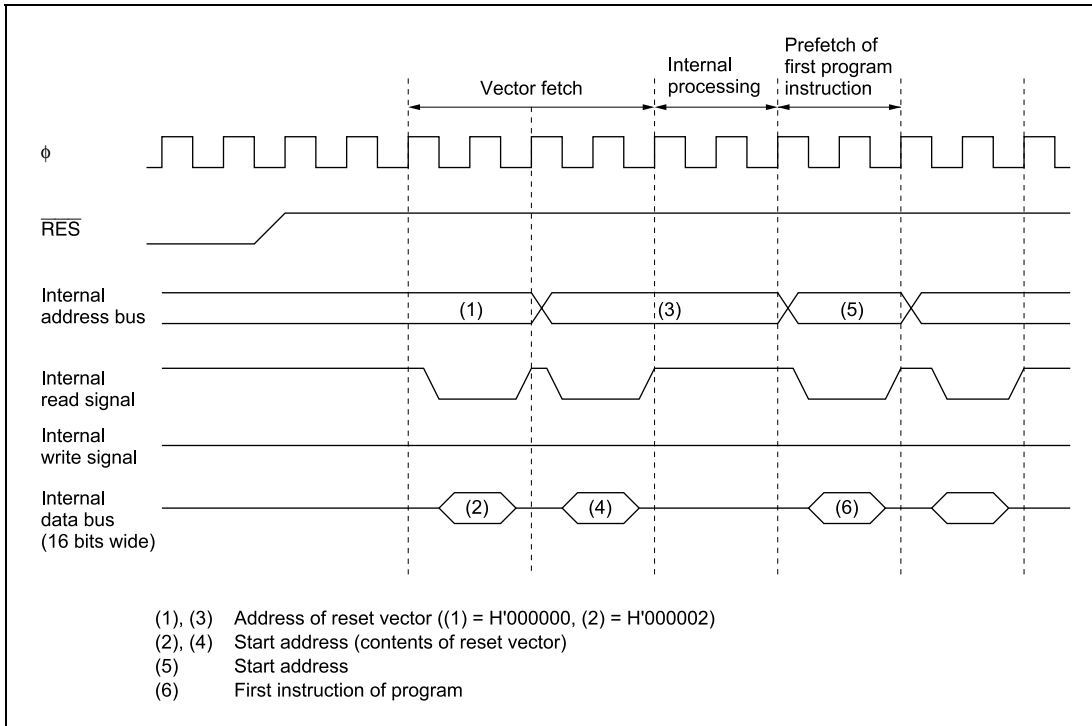 Prefetch of
first program
instruction
Internal
processing
Vector fetch
ϕ
RES
Internal
address bus
(1)
(3)
(5)
Internal
read signal
Internal
write signal
Internal
data bus
(16 bits wide)
(2)
(4)
(6)
(1), (3) Address of reset vector ((1) = H'000000, (2) = H'000002)
(2), (4) Start address (contents of reset vector)
(5) Start address
(6) First instruction of program